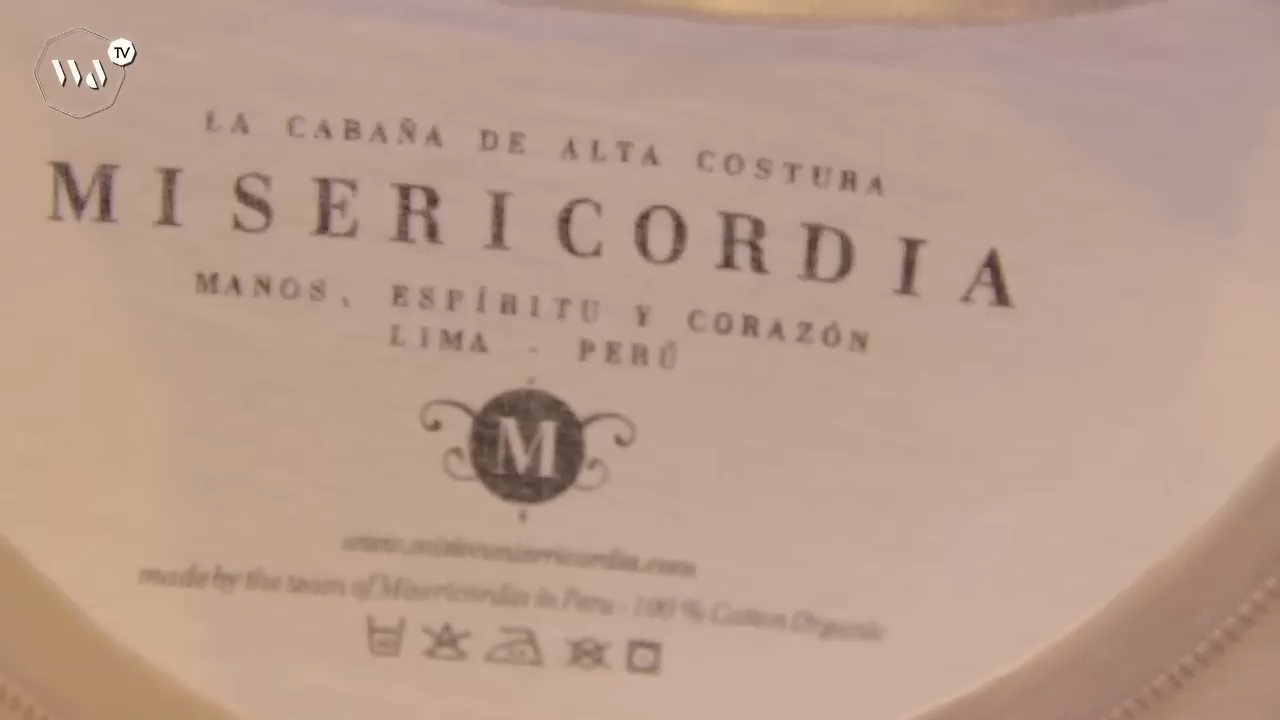 TV
LA CABAÑA DE ALTA COSTURA
MISERICORDIA
MANOS, ESPÍRITU Y CORAZÓN
LIMA - PERÚ
M
made by the team of Misericordia in Peru - 100 % Cotton Organic